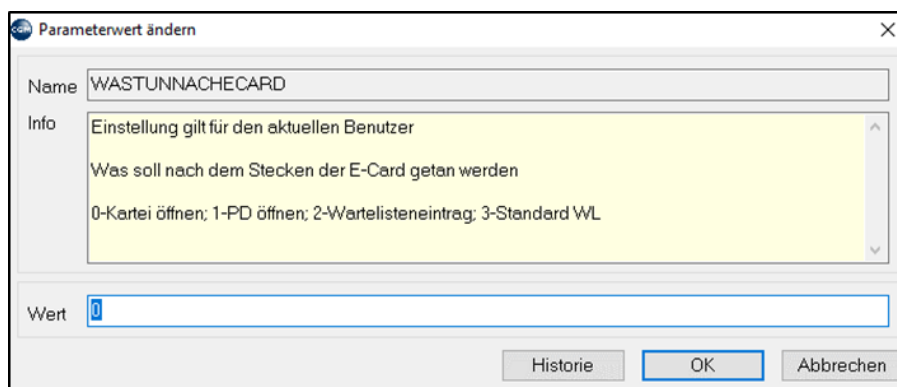 CGM Parameterwert ändern
Name WASTUNNACHECARD
Info Einstellung gilt für den aktuellen Benutzer
Was soll nach dem Stecken der E-Card getan werden
0-Kartei öffnen; 1-PD öffnen; 2-Wartelisteneintrag; 3-Standard WL
Wert 0
Historie OK Abbrechen